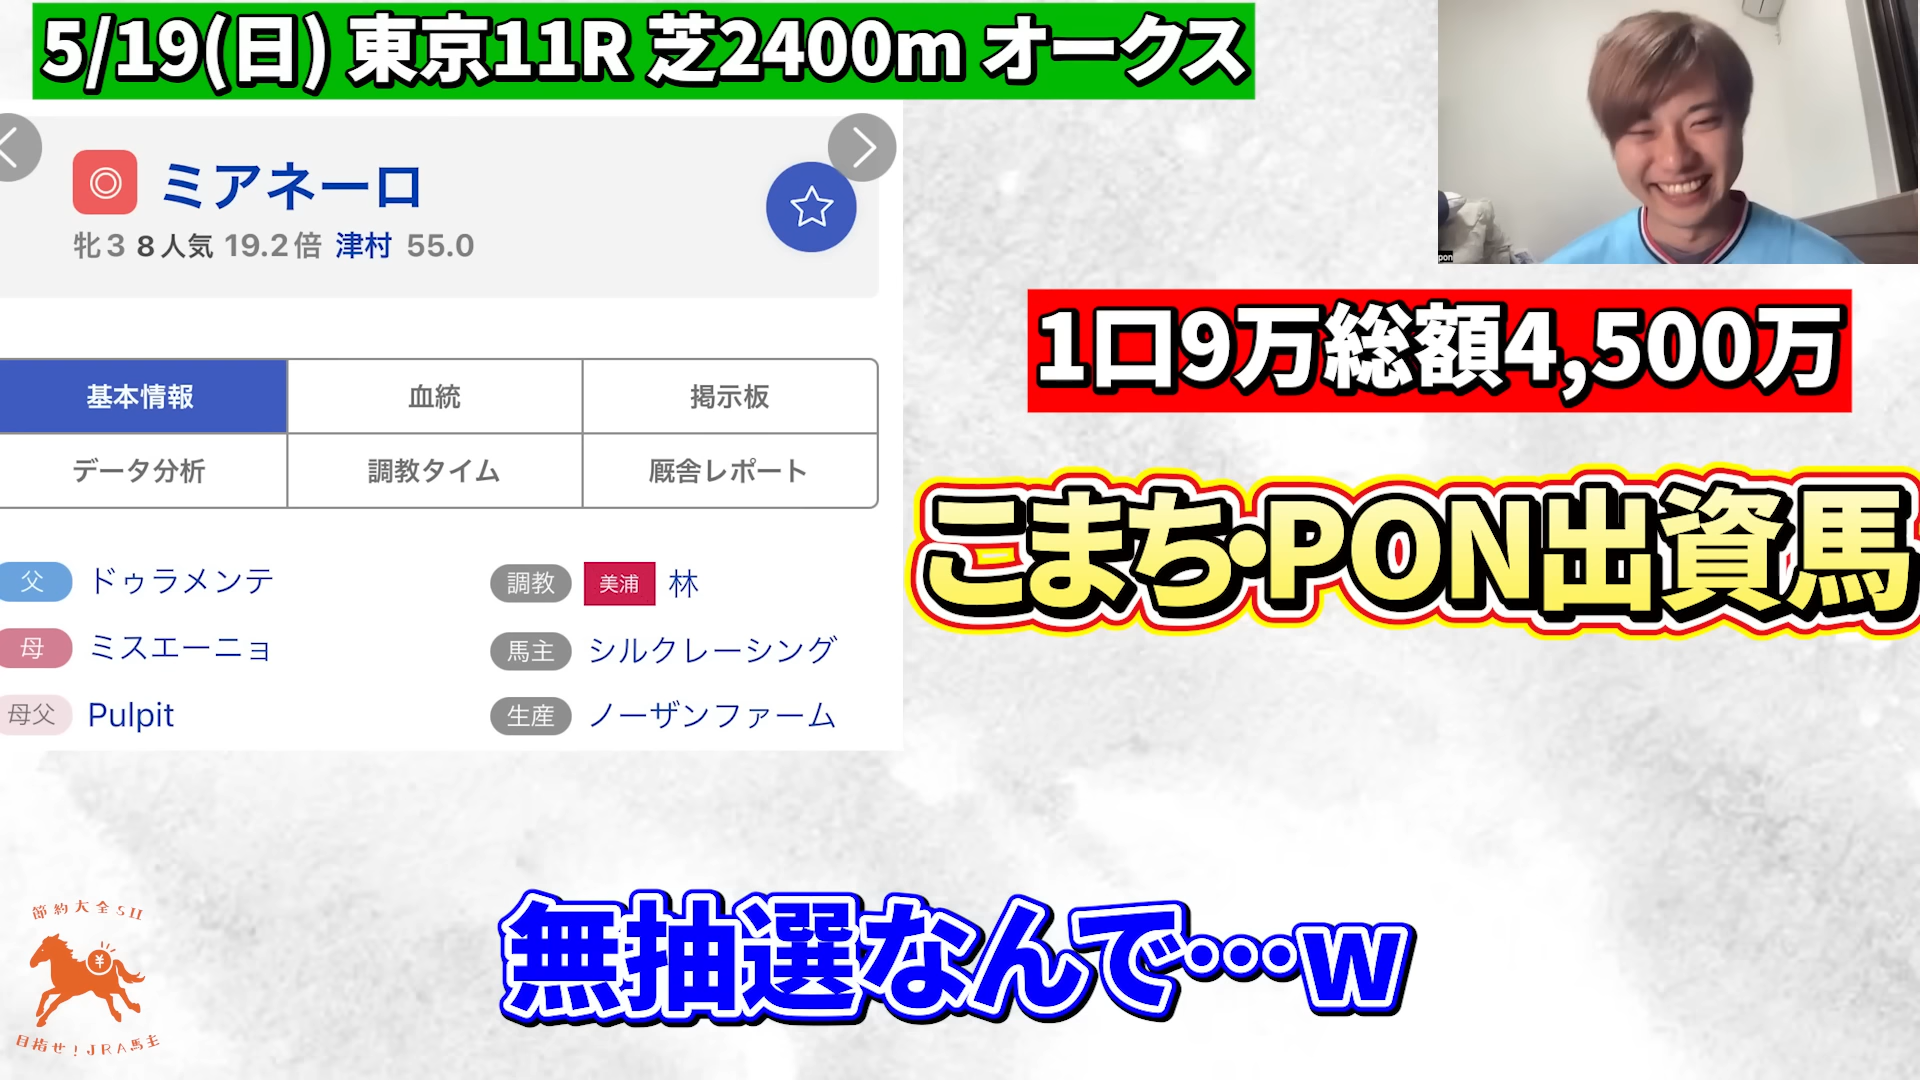 5/19(日) 東京11R 芝2400m オークス
◎ ミアネーロ
牝3 8人気 19.2倍 津村 55.0
基本情報 血統 掲示板
データ分析 調教タイム 厩舎レポート
父 ドゥラメンテ 調教 美浦 林
母 ミスエーニョ 馬主 シルクレーシング
母父 Pulpit 生産 ノーザンファーム
pon
1口9万総額4,500万
こまち・PON出資馬
無抽選なんで…w
節約大全SII
¥
目指せ!JRA馬主